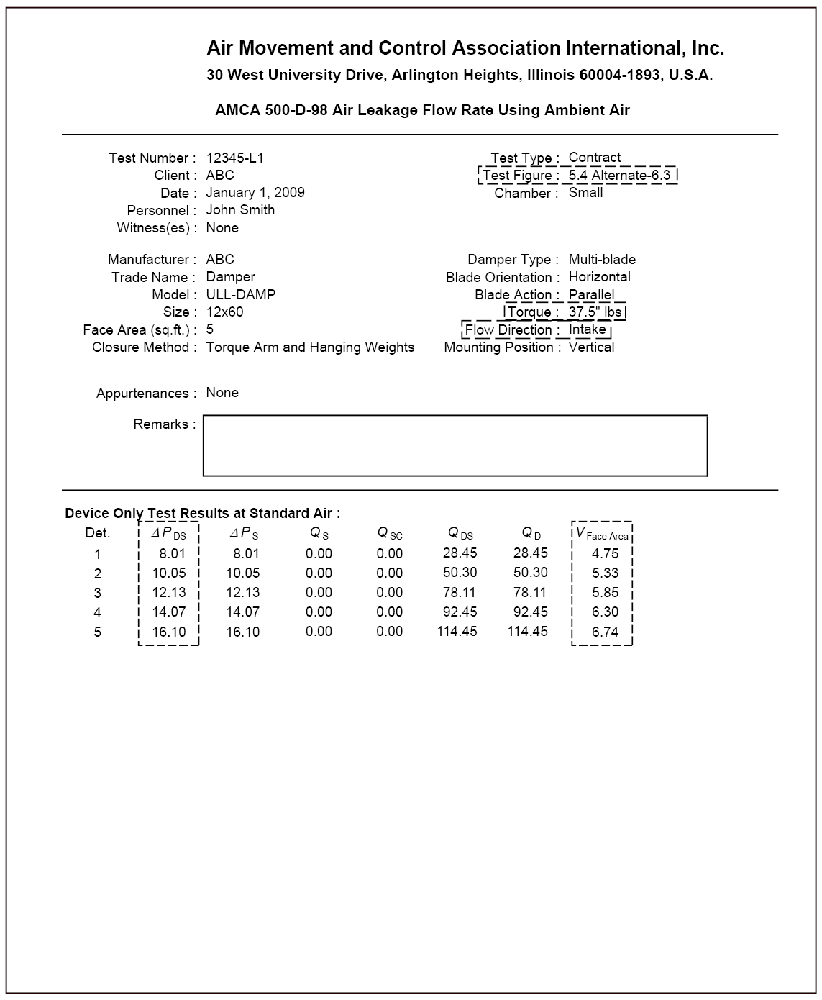 Air Movement and Control Association International, Inc.
30 West University Drive, Arlington Heights, Illinois 60004-1893, U.S.A.
AMCA 500-D-98 Air Leakage Flow Rate Using Ambient Air
Test Number : 12345-L1
Client : ABC
Date : January 1, 2009
Personnel : John Smith
Witness(es) : None
Test Type : Contract
Test Figure : 5.4 Alternate-6.3
Chamber : Small
Manufacturer : ABC
Trade Name : Damper
Model : ULL-DAMP
Size : 12x60
Face Area (sq.ft.) : 5
Closure Method : Torque Arm and Hanging Weights
Damper Type : Multi-blade
Blade Orientation : Horizontal
Blade Action : Parallel
Torque : 37.5" lbs
Flow Direction : Intake
Mounting Position : Vertical
Appurtenances : None
Remarks :
Device Only Test Results at Standard Air :
Det. ΔP DS ΔP S Q S Q SC Q DS Q D V Face Area
1 8.01 8.01 0.00 0.00 28.45 28.45 4.75
2 10.05 10.05 0.00 0.00 50.30 50.30 5.33
3 12.13 12.13 0.00 0.00 78.11 78.11 5.85
4 14.07 14.07 0.00 0.00 92.45 92.45 6.30
5 16.10 16.10 0.00 0.00 114.45 114.45 6.74